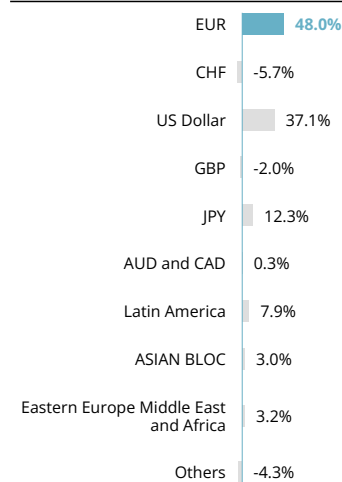 EUR 48.0%
CHF -5.7%
US Dollar 37.1%
GBP -2.0%
JPY 12.3%
AUD and CAD 0.3%
Latin America 7.9%
ASIAN BLOC 3.0%
Eastern Europe Middle East
and Africa 3.2%
Others -4.3%